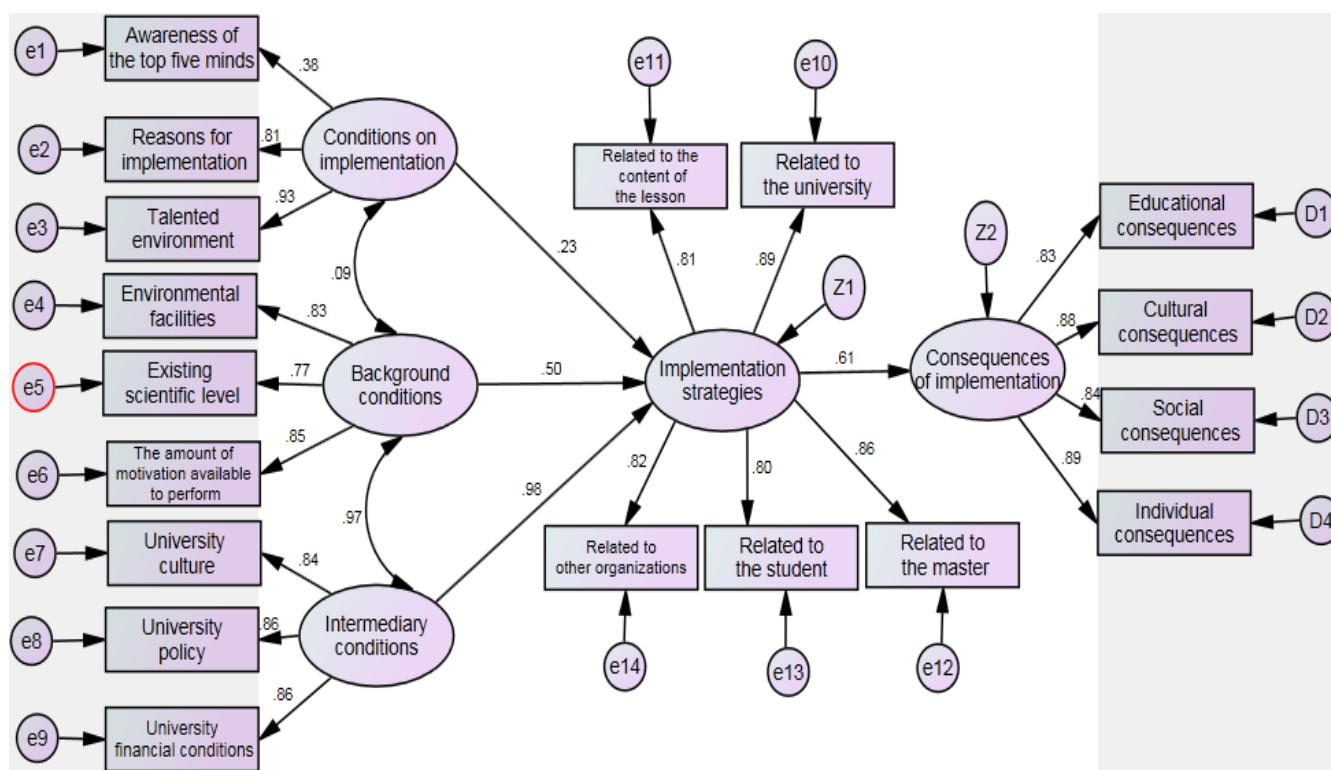 e1
Awareness of
the top five minds
.38
e2
Reasons for
implementation
.81
e3
Talented
environment
.93
Conditions on
implementation
.09
.23
e4
Environmental
facilities
.83
e5
Existing
scientific level
.77
e6
The amount of
motivation available
to perform
.85
Background
conditions
.50
.97
e7
University
culture
.84
e8
University
policy
.86
e9
University
financial conditions
.86
Intermediary
conditions
.98
e11
Related to the
content of
the lesson
.81
e10
Related to
the university
.89
Z1
Implementation
strategies
.61
.82
Related to
other organizations
e14
.80
Related to
the student
e13
.86
Related to
the master
e12
Z2
Consequences
of implementation
.83
Educational
consequences
D1
.88
Cultural
consequences
D2
.84
Social
consequences
D3
.89
Individual
consequences
D4